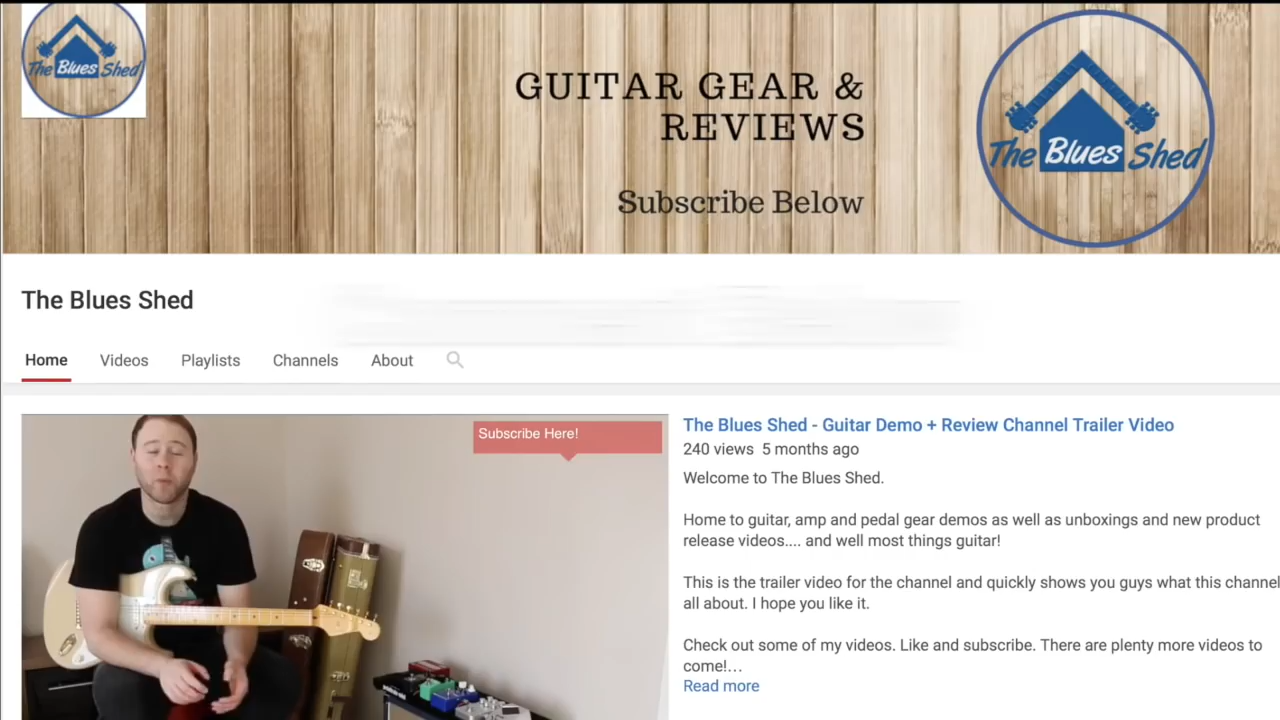 The Blues Shed
GUITAR GEAR &
REVIEWS
Subscribe Below
The Blues Shed
The Blues Shed
Home Videos Playlists Channels About
Subscribe Here!
The Blues Shed - Guitar Demo + Review Channel Trailer Video
240 views 5 months ago
Welcome to The Blues Shed.
Home to guitar, amp and pedal gear demos as well as unboxings and new product
release videos.... and well most things guitar!
This is the trailer video for the channel and quickly shows you guys what this channel
all about. I hope you like it.
Check out some of my videos. Like and subscribe. There are plenty more videos to
come!…
Read more